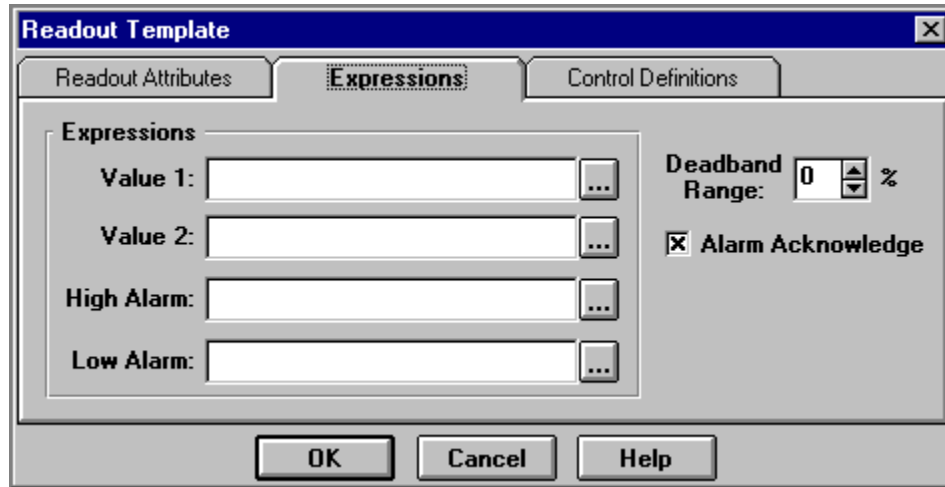 Readout Template
Readout Attributes
Expressions
Control Definitions
Expressions
Value 1:
...
Value 2:
...
High Alarm:
...
Low Alarm:
...
Deadband
Range:
0
%
Alarm Acknowledge
OK
Cancel
Help